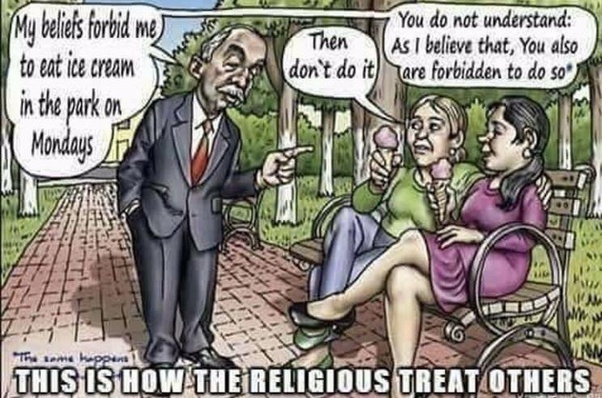 My beliefs forbid me
to eat ice cream
in the park on
Mondays
Then
don't do it
You do not understand:
As I believe that, You also
are forbidden to do so*
*The same happens
THIS IS HOW THE RELIGIOUS TREAT OTHERS